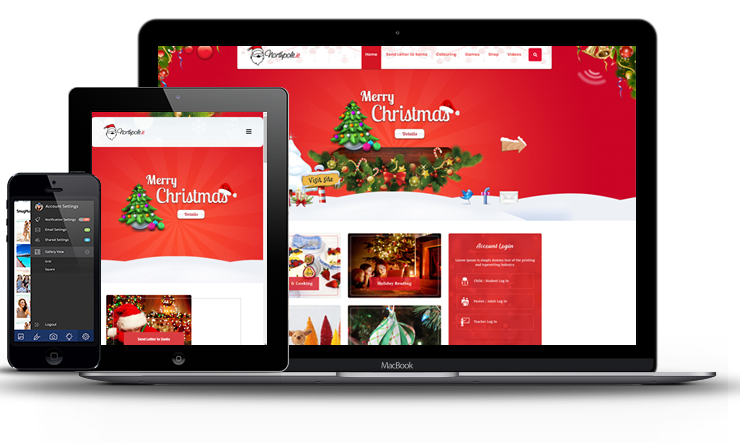 Northpole.ie
Home Send Letter to Santa Colouring Games Shop Videos
Merry
Christmas
Details
Visit Site
& Cooking
Holiday Reading
Account Login
Lorem Ipsum is simply dummy text of the printing
and typesetting industry
Child / Student Log In
Parent / Adult Log In
Teacher Log In
MacBook
Northpole.ie
Merry
Christmas
Details
Send Letter to Santa
Account Settings
Notification Settings
Email Settings
Shared Settings
Gallery View
Grid
Square
Logout